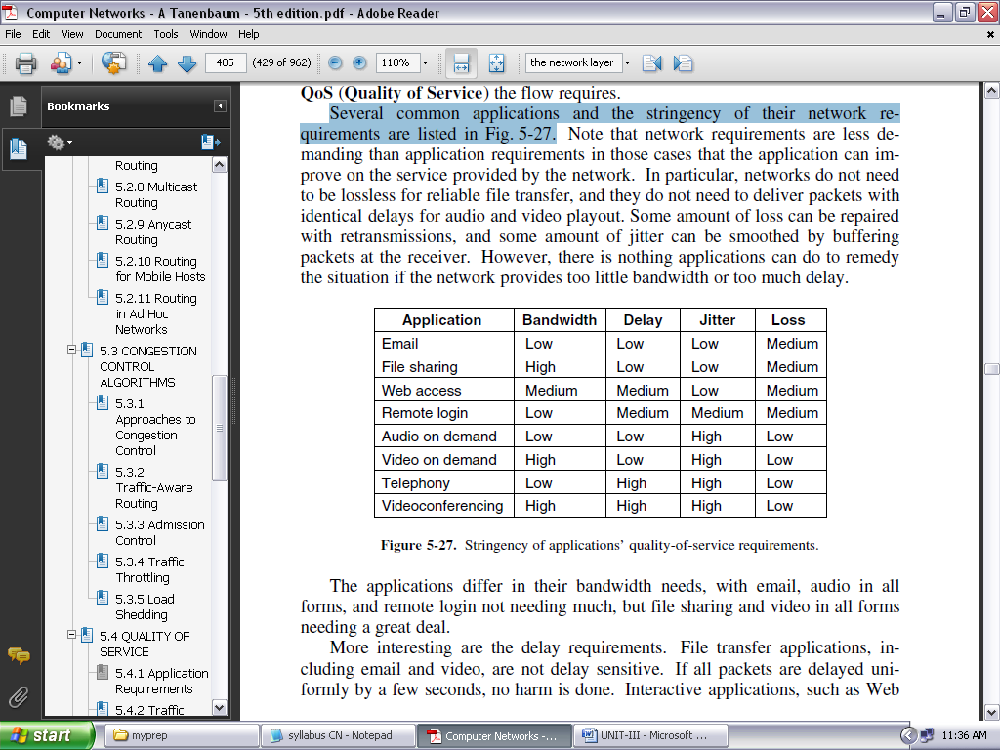 Computer Networks - A Tanenbaum - 5th edition.pdf - Adobe Reader
File Edit View Document Tools Window Help
405 (429 of 962) 110% the network layer
Bookmarks
Routing
5.2.8 Multicast
Routing
5.2.9 Anycast
Routing
5.2.10 Routing
for Mobile Hosts
5.2.11 Routing
in Ad Hoc
Networks
5.3 CONGESTION
CONTROL
ALGORITHMS
5.3.1
Approaches to
Congestion
Control
5.3.2
Traffic-Aware
Routing
5.3.3 Admission
Control
5.3.4 Traffic
Throttling
5.3.5 Load
Shedding
5.4 QUALITY OF
SERVICE
5.4.1 Application
Requirements
5.4.2 Traffic
QoS (Quality of Service) the flow requires.
Several common applications and the stringency of their network re-
quirements are listed in Fig. 5-27. Note that network requirements are less de-
manding than application requirements in those cases that the application can im-
prove on the service provided by the network. In particular, networks do not need
to be lossless for reliable file transfer, and they do not need to deliver packets with
identical delays for audio and video playout. Some amount of loss can be repaired
with retransmissions, and some amount of jitter can be smoothed by buffering
packets at the receiver. However, there is nothing applications can do to remedy
the situation if the network provides too little bandwidth or too much delay.
Application Bandwidth Delay Jitter Loss
Email Low Low Low Medium
File sharing High Low Low Medium
Web access Medium Medium Low Medium
Remote login Low Medium Medium Medium
Audio on demand Low Low High Low
Video on demand High Low High Low
Telephony Low High High Low
Videoconferencing High High High Low
Figure 5-27. Stringency of applications' quality-of-service requirements.
The applications differ in their bandwidth needs, with email, audio in all
forms, and remote login not needing much, but file sharing and video in all forms
needing a great deal.
More interesting are the delay requirements. File transfer applications, in-
cluding email and video, are not delay sensitive. If all packets are delayed uni-
formly by a few seconds, no harm is done. Interactive applications, such as Web
start myprep syllabus CN - Notepad Computer Networks -... UNIT-III - Microsoft ... 11:36 AM